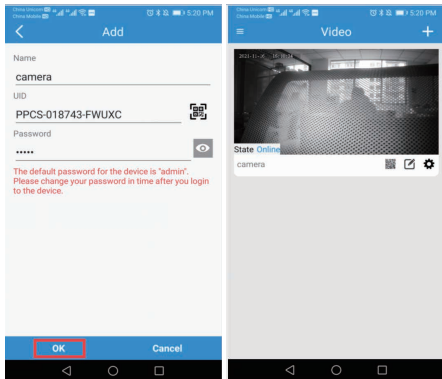 China Unicom
China Mobile
5:20 PM
Add
Name
camera
UID
PPCS-018743-FWUXC
Password
•••••
The default password for the device is "admin".
Please change your password in time after you login
to the device.
OK
Cancel
China Unicom
China Mobile
5:20 PM
Video
State Online
camera